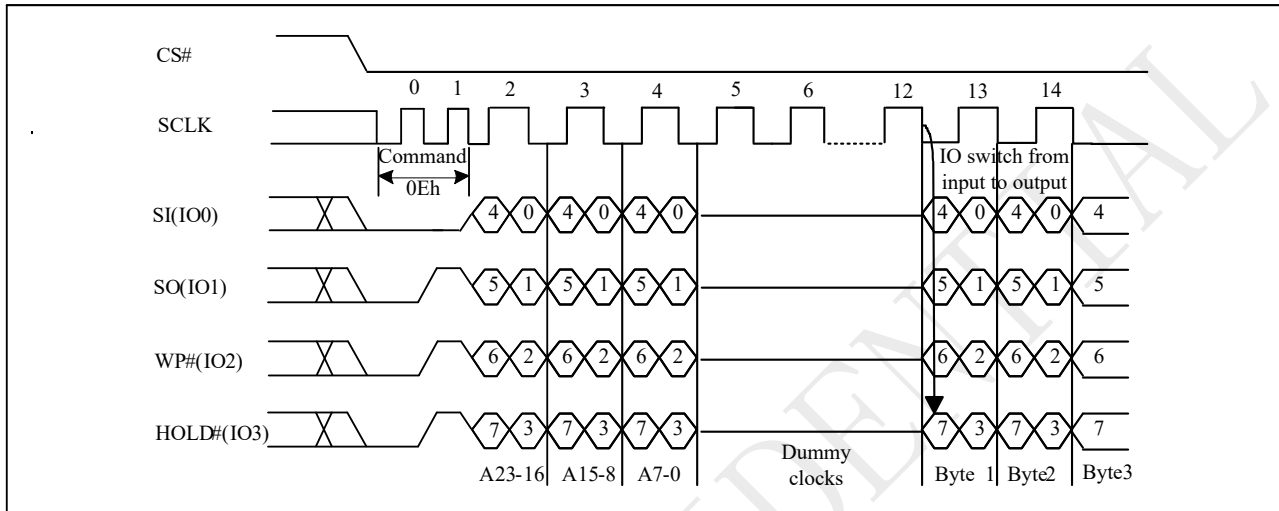 CS#
0 1 2 3 4 5 6 12 13 14
SCLK
Command
0Eh
IO switch from
input to output
SI(IO0) 4 0 4 0 4 0 4 0 4 0 4
SO(IO1) 5 1 5 1 5 1 5 1 5 1 5
WP#(IO2) 6 2 6 2 6 2 6 2 6 2 6
HOLD#(IO3) 7 3 7 3 7 3 7 3 7 3 7
A23-16 A15-8 A7-0
Dummy
clocks
Byte 1 Byte2 Byte3
DENTIAL